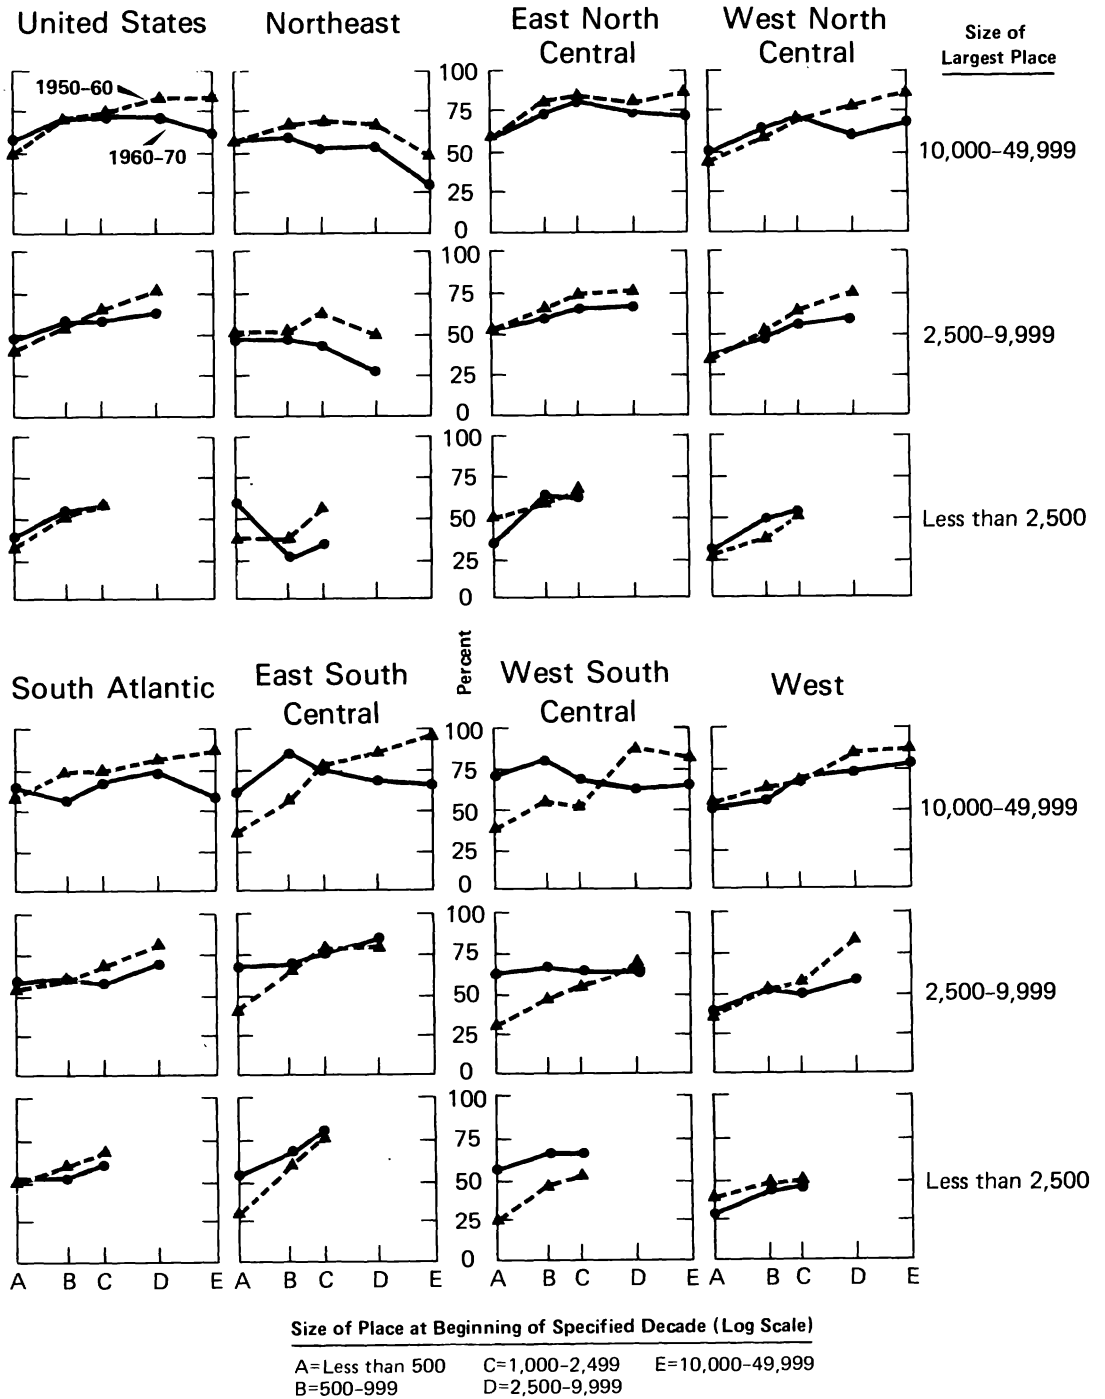 United States
Northeast
East North
Central
West North
Central
Size of
Largest Place
1950–60
1960–70
100
75
50
25
0
10,000–49,999
100
75
50
25
0
2,500–9,999
100
75
50
25
0
Less than 2,500
Percent
South Atlantic
East South
Central
West South
Central
West
100
75
50
25
0
10,000–49,999
100
75
50
25
0
2,500–9,999
100
75
50
25
0
Less than 2,500
A B C D E A B C D E A B C D E A B C D E
Size of Place at Beginning of Specified Decade (Log Scale)
A=Less than 500 C=1,000–2,499 E=10,000–49,999
B=500–999 D=2,500–9,999